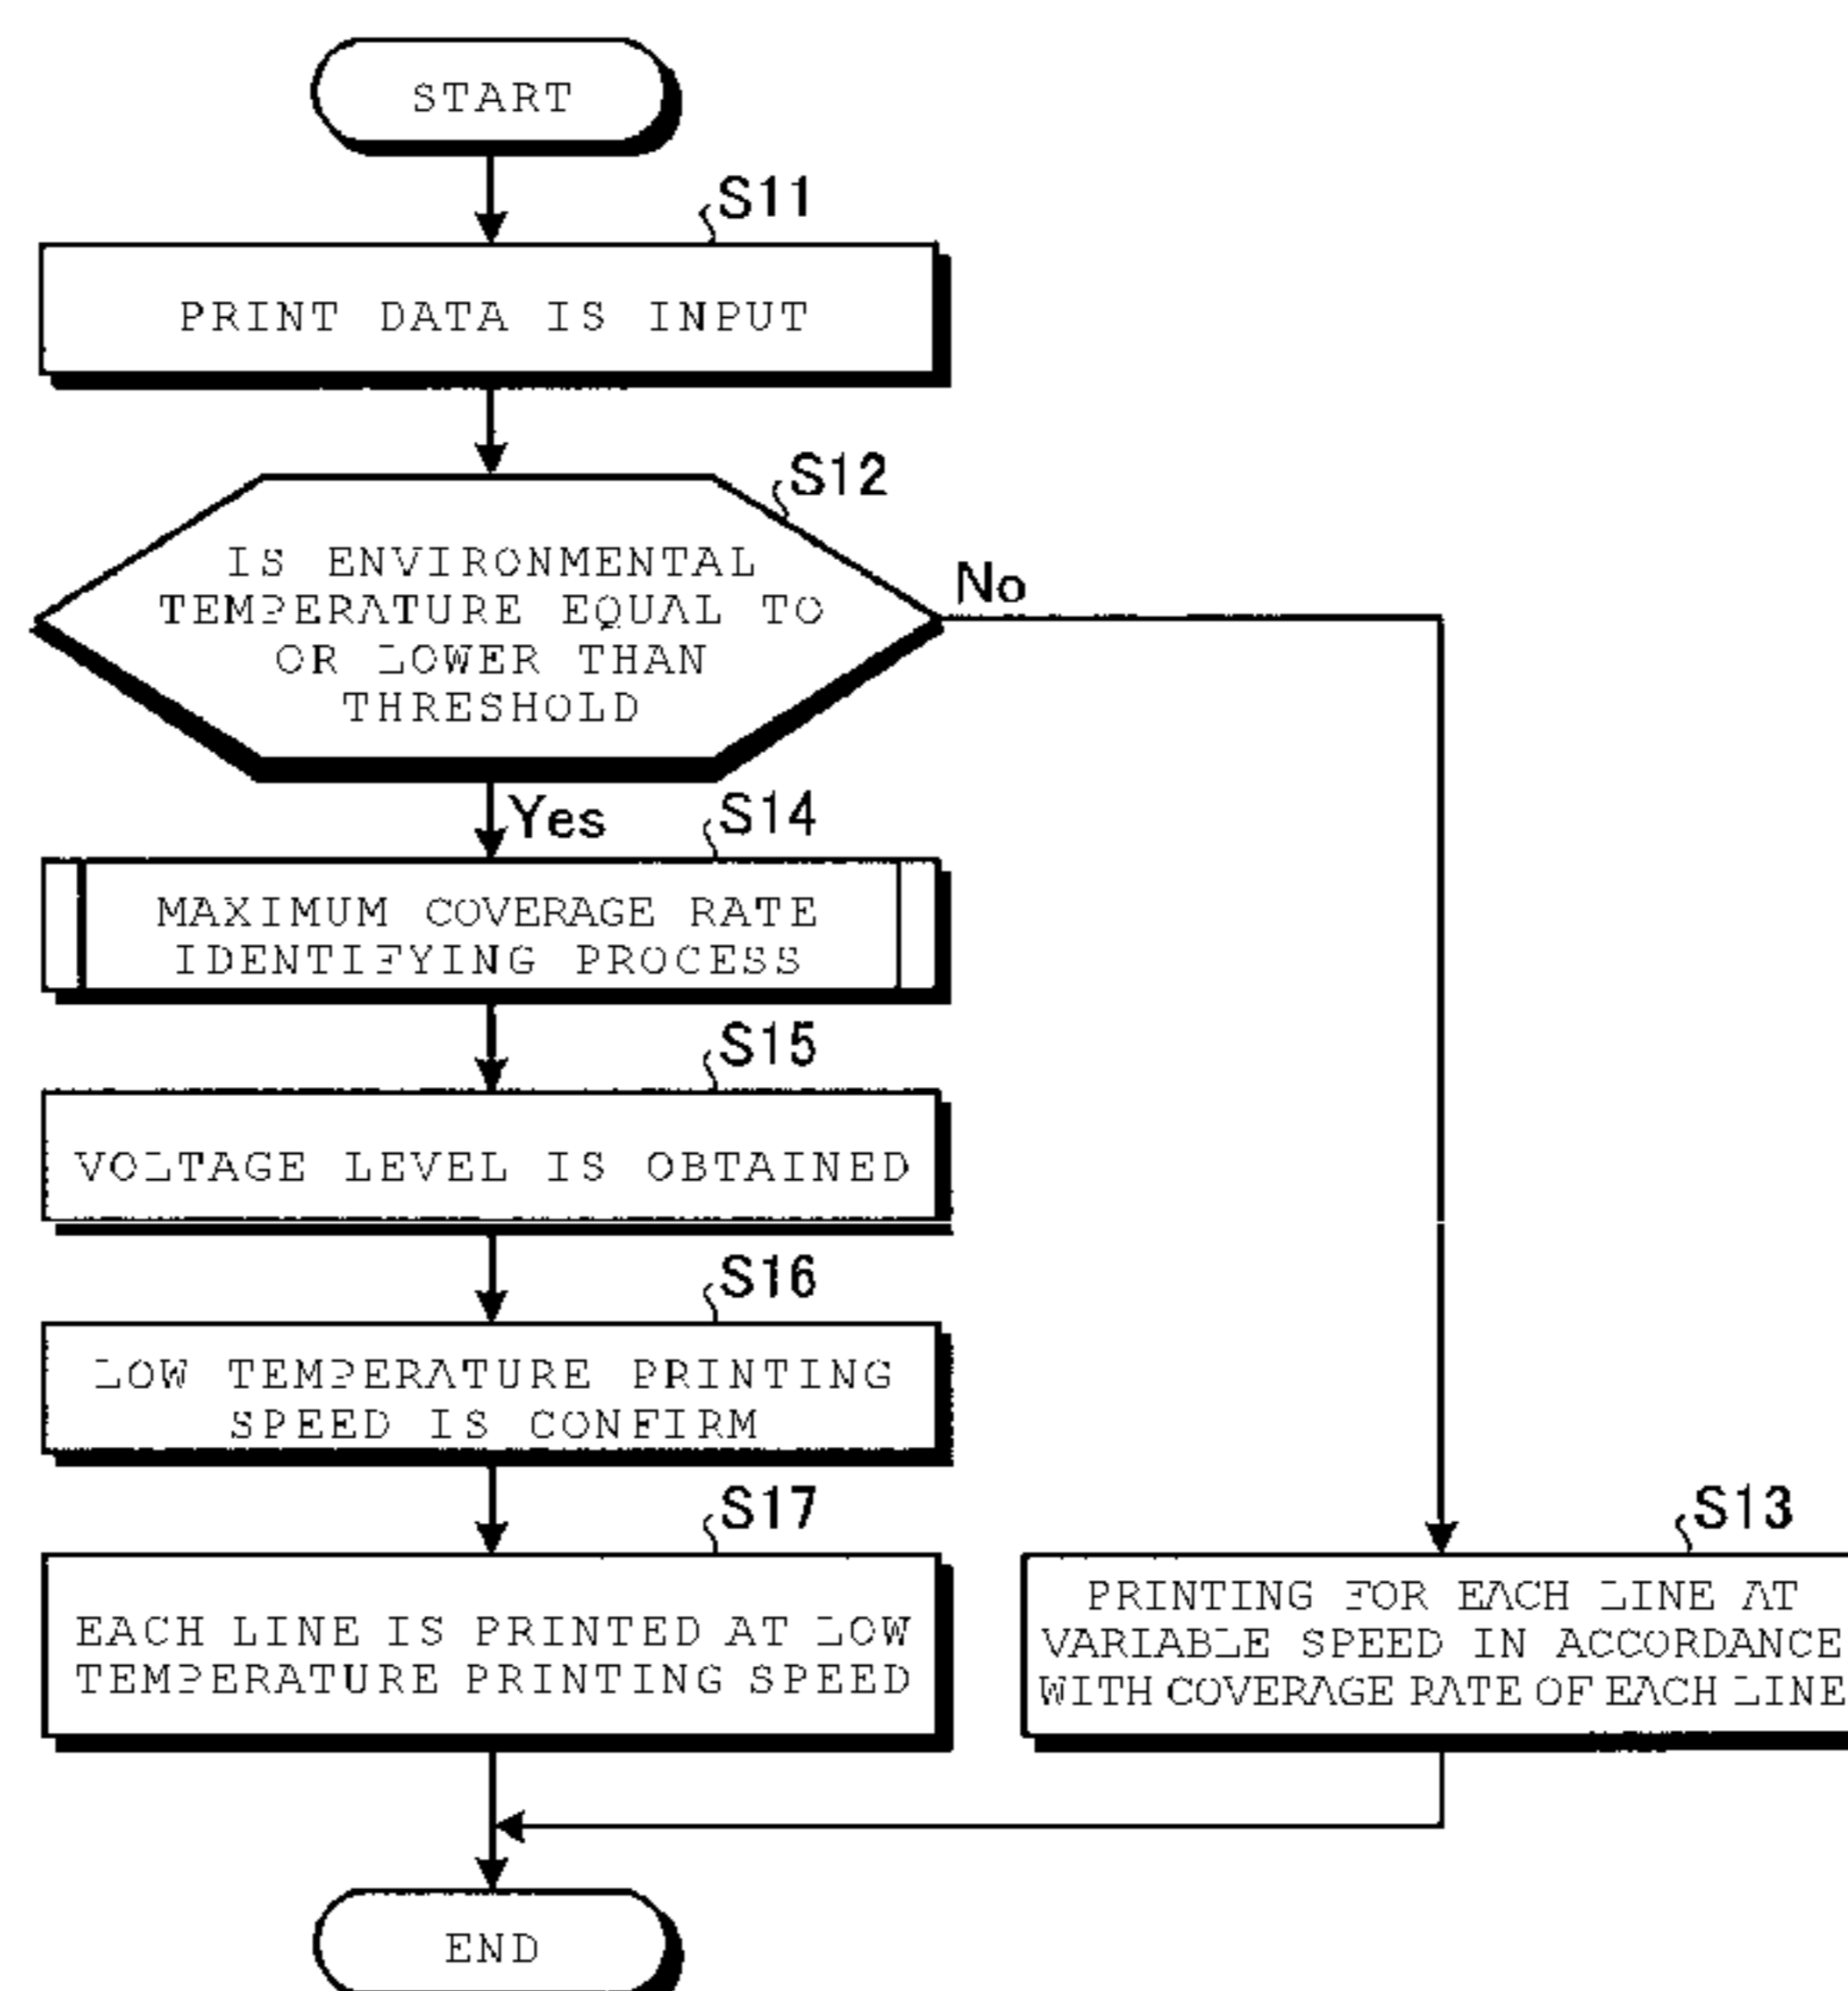 START
S11
PRINT DATA IS INPUT
S12
IS ENVIRONMENTAL
TEMPERATURE EQUAL TO
OR LOWER THAN
THRESHOLD
No
Yes
S14
MAXIMUM COVERAGE RATE
IDENTIFYING PROCESS
S15
VOLTAGE LEVEL IS OBTAINED
S16
LOW TEMPERATURE PRINTING
SPEED IS CONFIRM
S17
EACH LINE IS PRINTED AT LOW
TEMPERATURE PRINTING SPEED
S13
PRINTING FOR EACH LINE AT
VARIABLE SPEED IN ACCORDANCE
WITH COVERAGE RATE OF EACH LINE
END